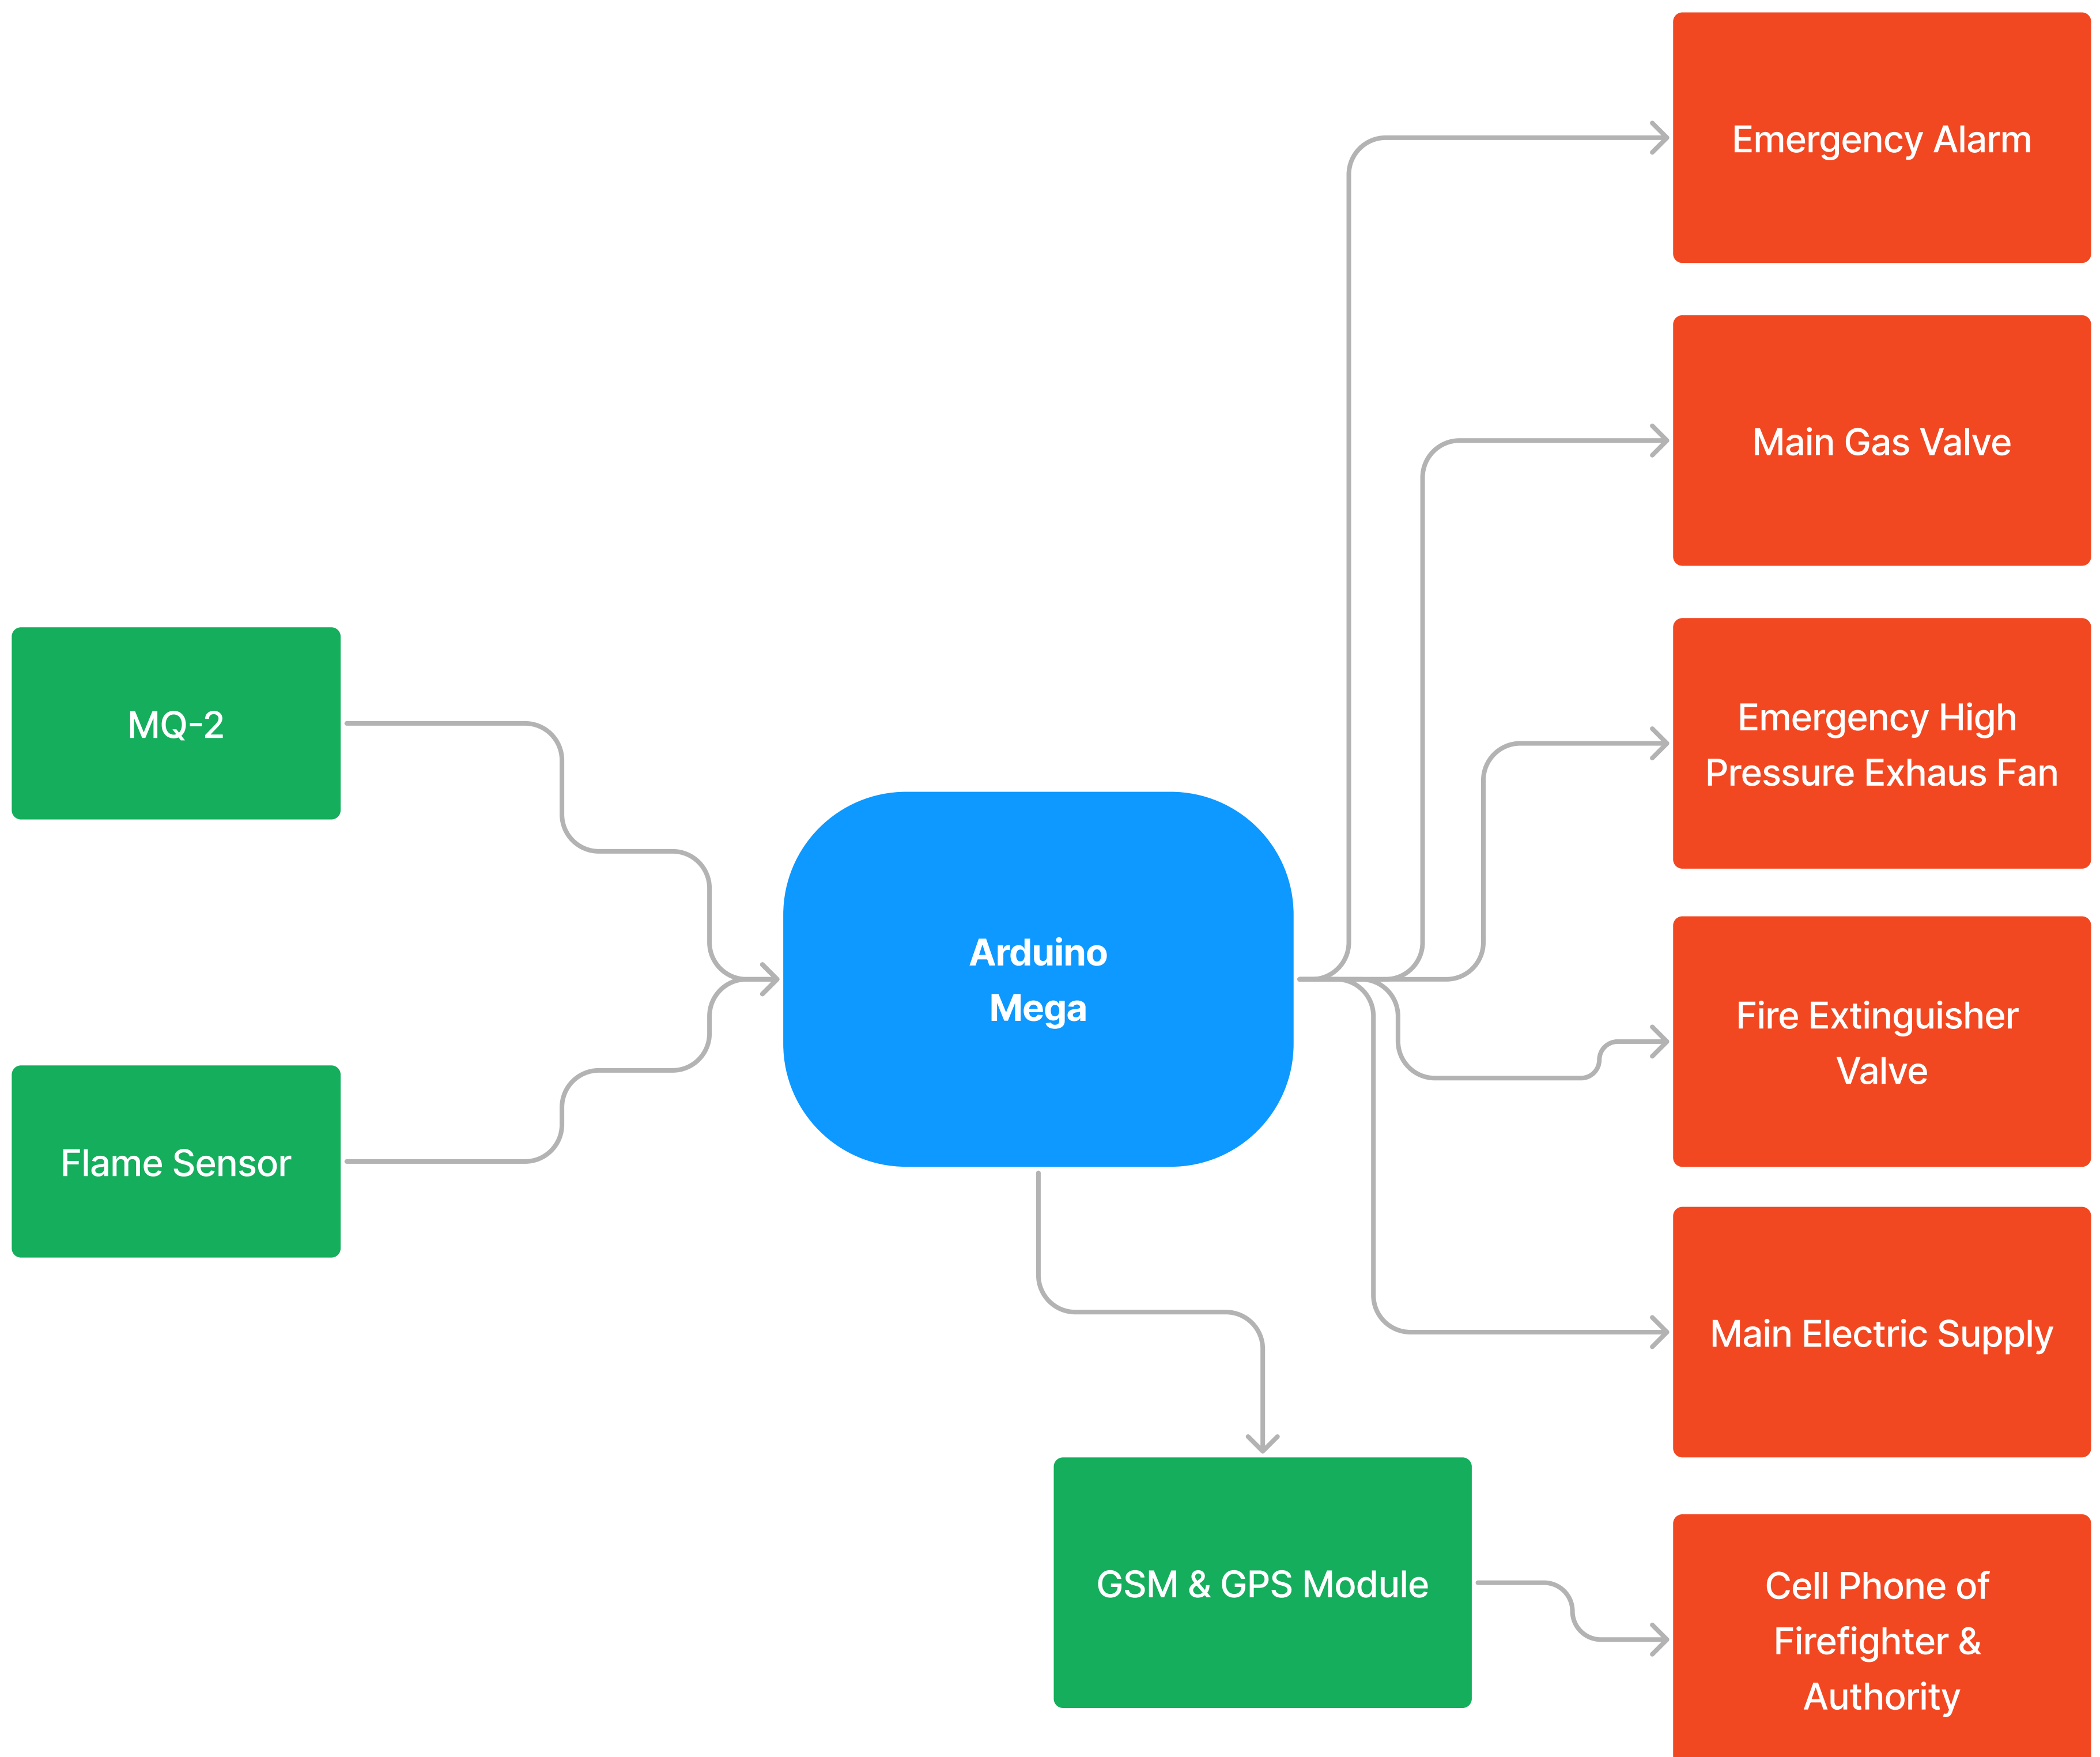 Emergency Alarm
Main Gas Valve
MQ-2
Emergency High
Pressure Exhaus Fan
Arduino
Mega
Fire Extinguisherr
Valve
Flame Sensor
Main Electric Supply
GSM & GPS Module
Cell Phone of
Firefighter &
Authority